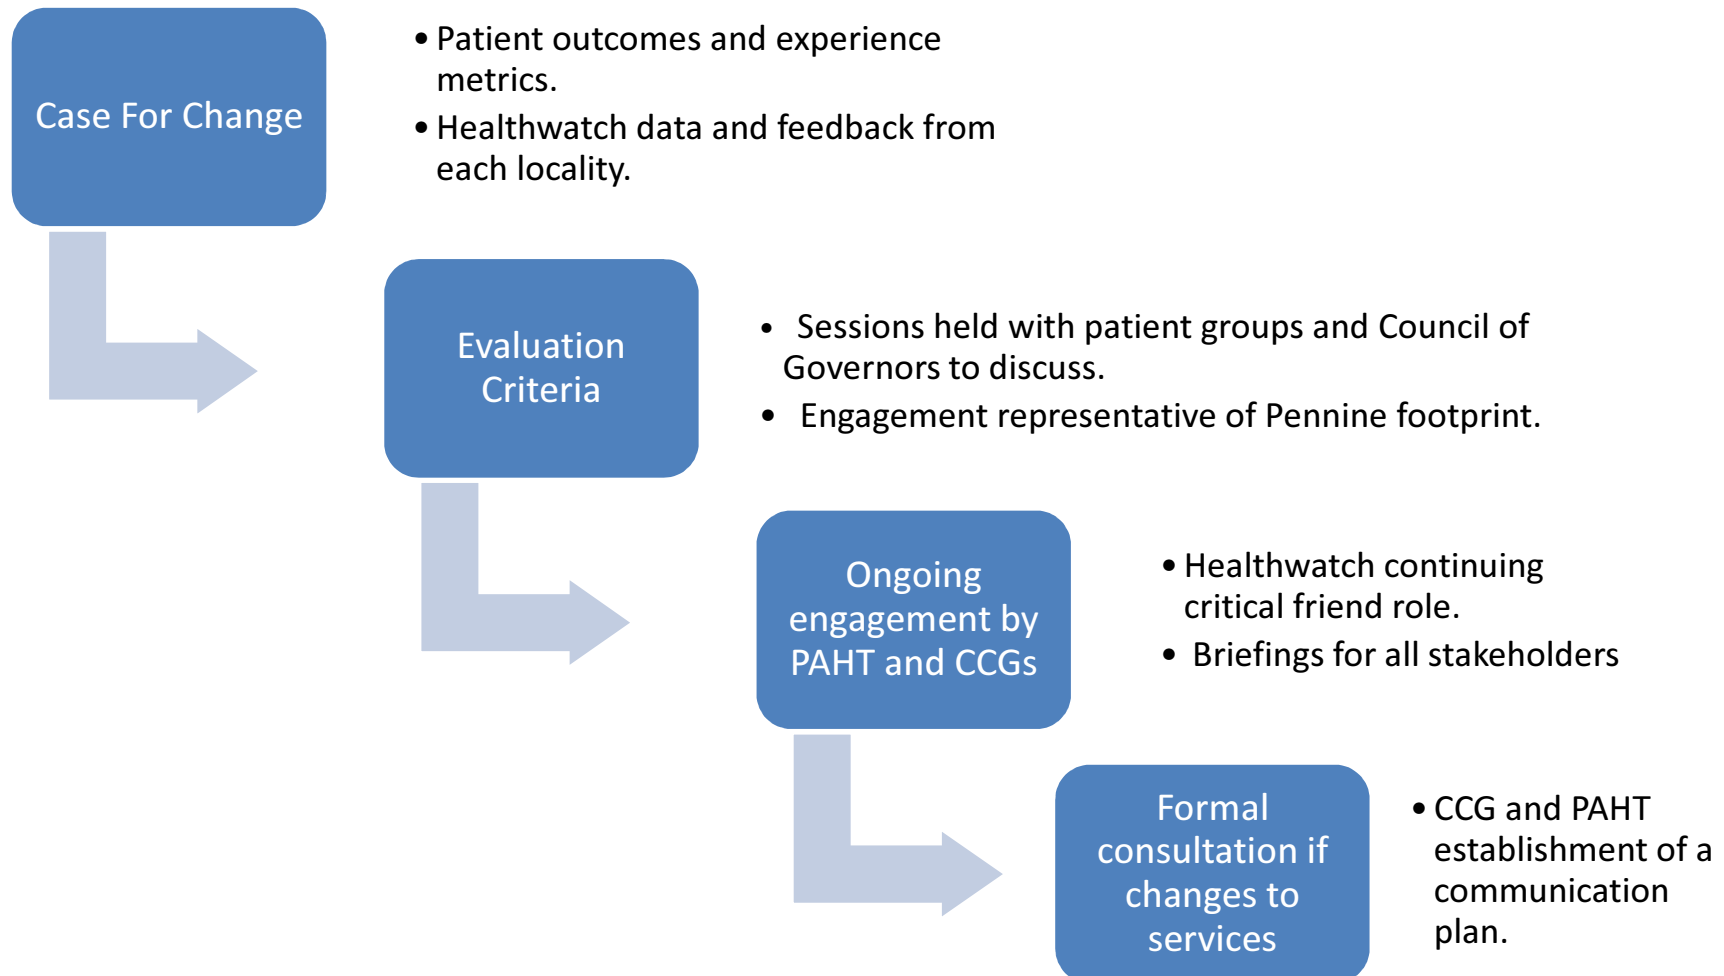 Case For Change
• Patient outcomes and experience
metrics.
• Healthwatch data and feedback from
each locality.
Evaluation
Criteria
• Sessions held with patient groups and Council of
Governors to discuss.
• Engagement representative of Pennine footprint.
Ongoing
engagement by
PAHT and CCGs
• Healthwatch continuing
critical friend role.
• Briefings for all stakeholders
Formal
consultation if
changes to
services
• CCG and PAHT
establishment of a
communication
plan.